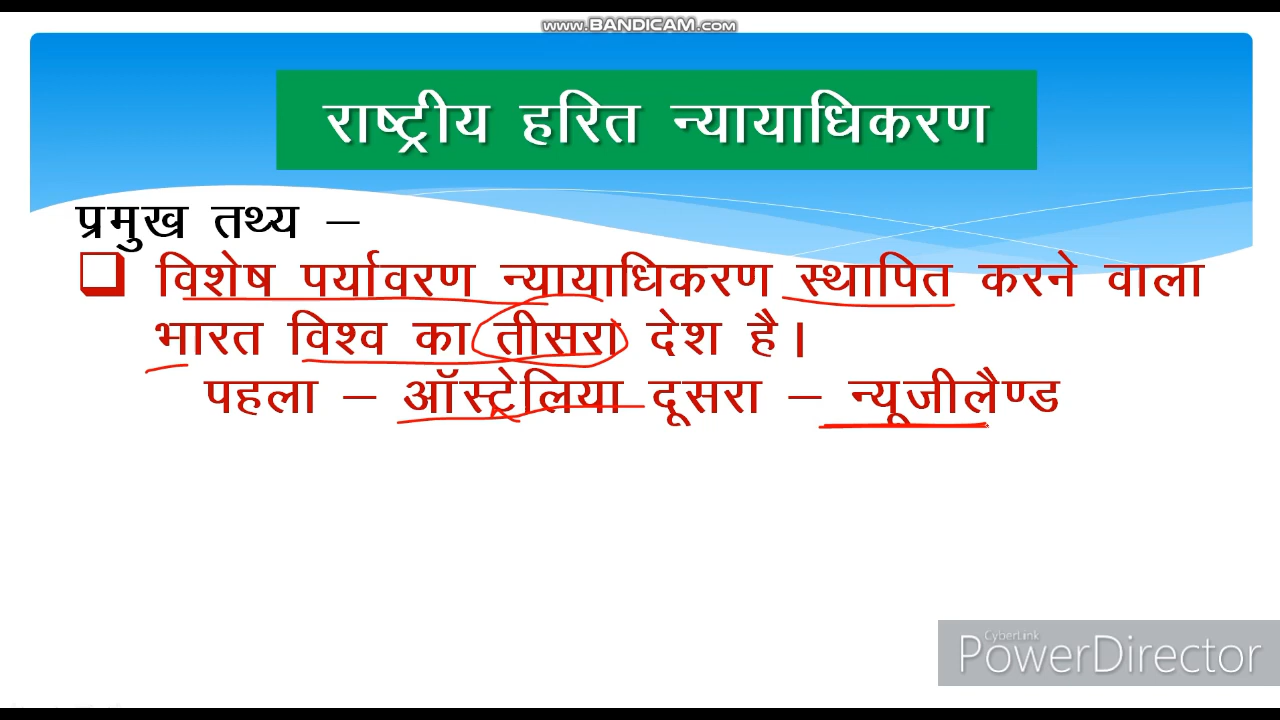 www.BANDICAM.com
राष्ट्रीय हरित न्यायाधिकरण
प्रमुख तथ्य –
❑ विशेष पर्यावरण न्यायाधिकरण स्थापित करने वाला
भारत विश्व का तीसरा देश है।
पहला – ऑस्ट्रेलिया दूसरा – न्यूजीलैण्ड
CyberLink
PowerDirector